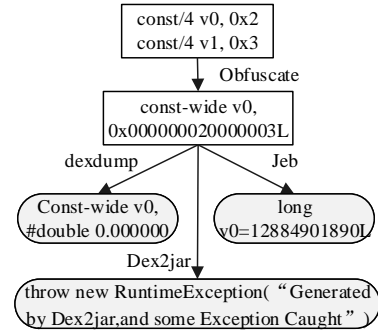 const/4 v0, 0x2
const/4 v1, 0x3
Obfuscate
const-wide v0,
0x000000020000003L
dexdump
Jeb
Const-wide v0,
#double 0.000000
long
v0=12884901890L
Dex2jar
throw new RuntimeException(“Generated
by Dex2jar,and some Exception Caught”)